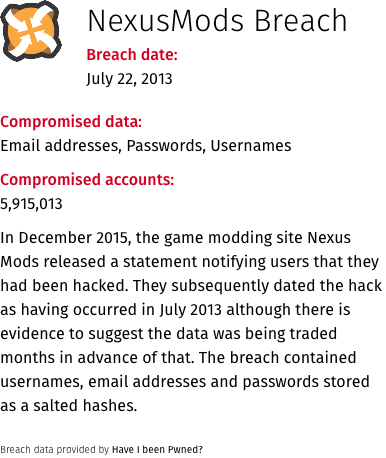 NexusMods Breach
Breach date:
July 22, 2013
Compromised data:
Email addresses, Passwords, Usernames
Compromised accounts:
5,915,013
In December 2015, the game modding site Nexus
Mods released a statement notifying users that they
had been hacked. They subsequently dated the hack
as having occurred in July 2013 although there is
evidence to suggest the data was being traded
months in advance of that. The breach contained
usernames, email addresses and passwords stored
as a salted hashes.
Breach data provided by Have I been Pwned?